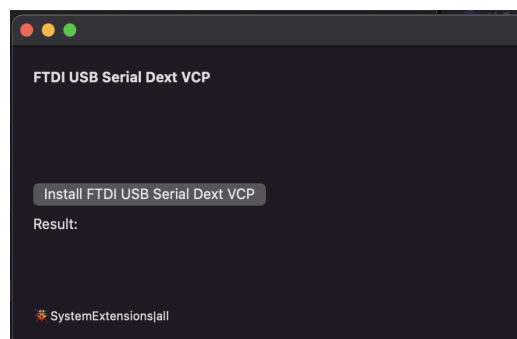 FTDI USB Serial Dext VCP
Install FTDI USB Serial Dext VCP
Result:
SystemExtensions|all